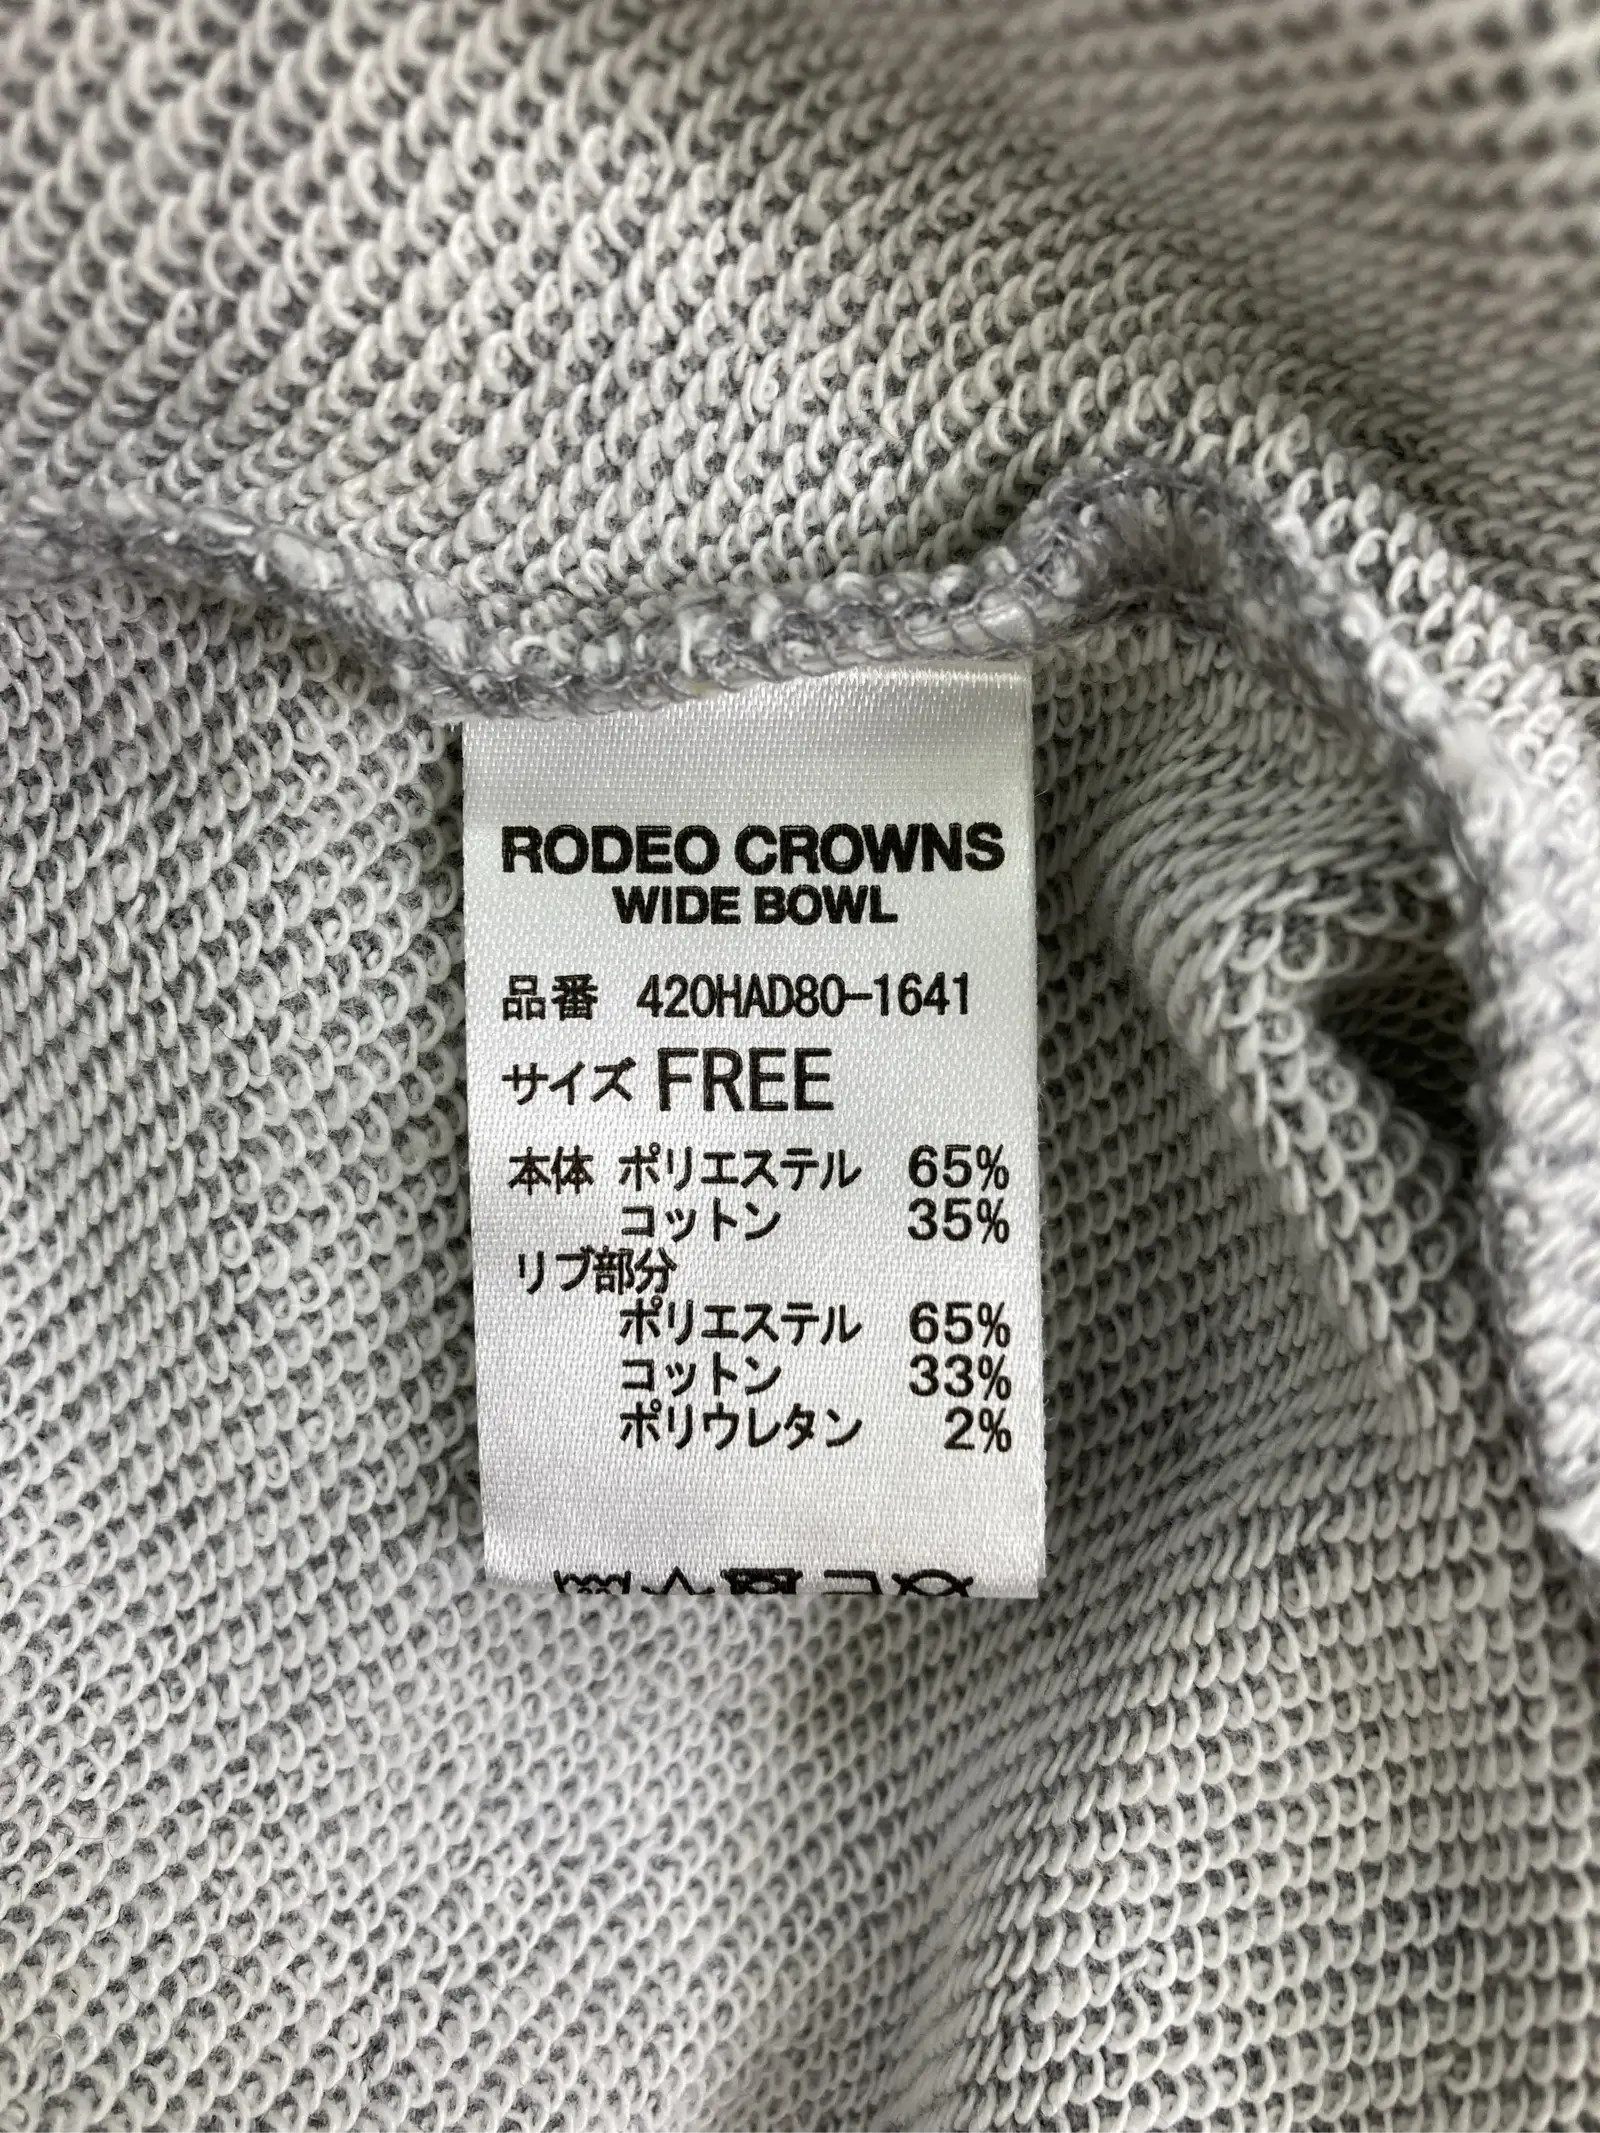 RODEO CROWNS
WIDE BOWL
品番 420HAD80-1641
サイズ FREE
本体 ポリエステル 65%
コットン 35%
リブ部分
ポリエステル 65%
コットン 33%
ポリウレタン 2%